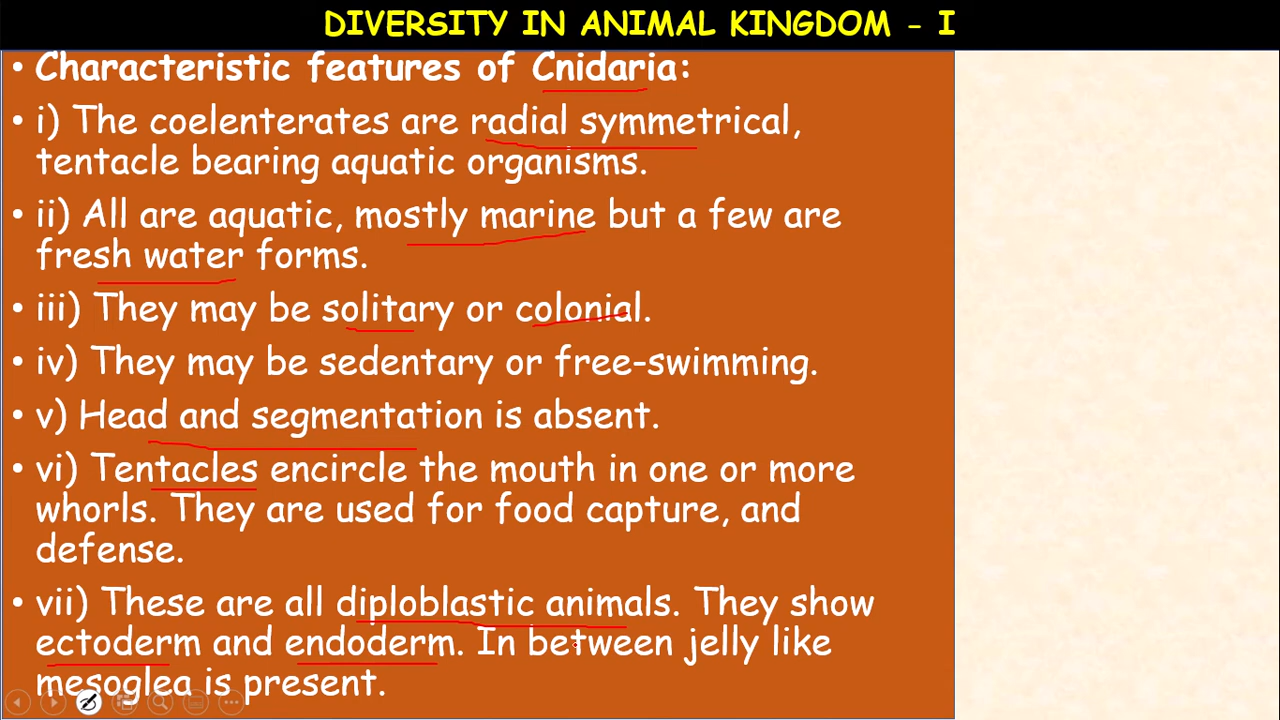 DIVERSITY IN ANIMAL KINGDOM - I
• Characteristic features of Cnidaria:
• i) The coelenterates are radial symmetrical,
tentacle bearing aquatic organisms.
• ii) All are aquatic, mostly marine but a few are
fresh water forms.
• iii) They may be solitary or colonial.
• iv) They may be sedentary or free-swimming.
• v) Head and segmentation is absent.
• vi) Tentacles encircle the mouth in one or more
whorls. They are used for food capture, and
defense.
• vii) These are all diploblastic animals. They show
ectoderm and endoderm. In between jelly like
mesoglea is present.